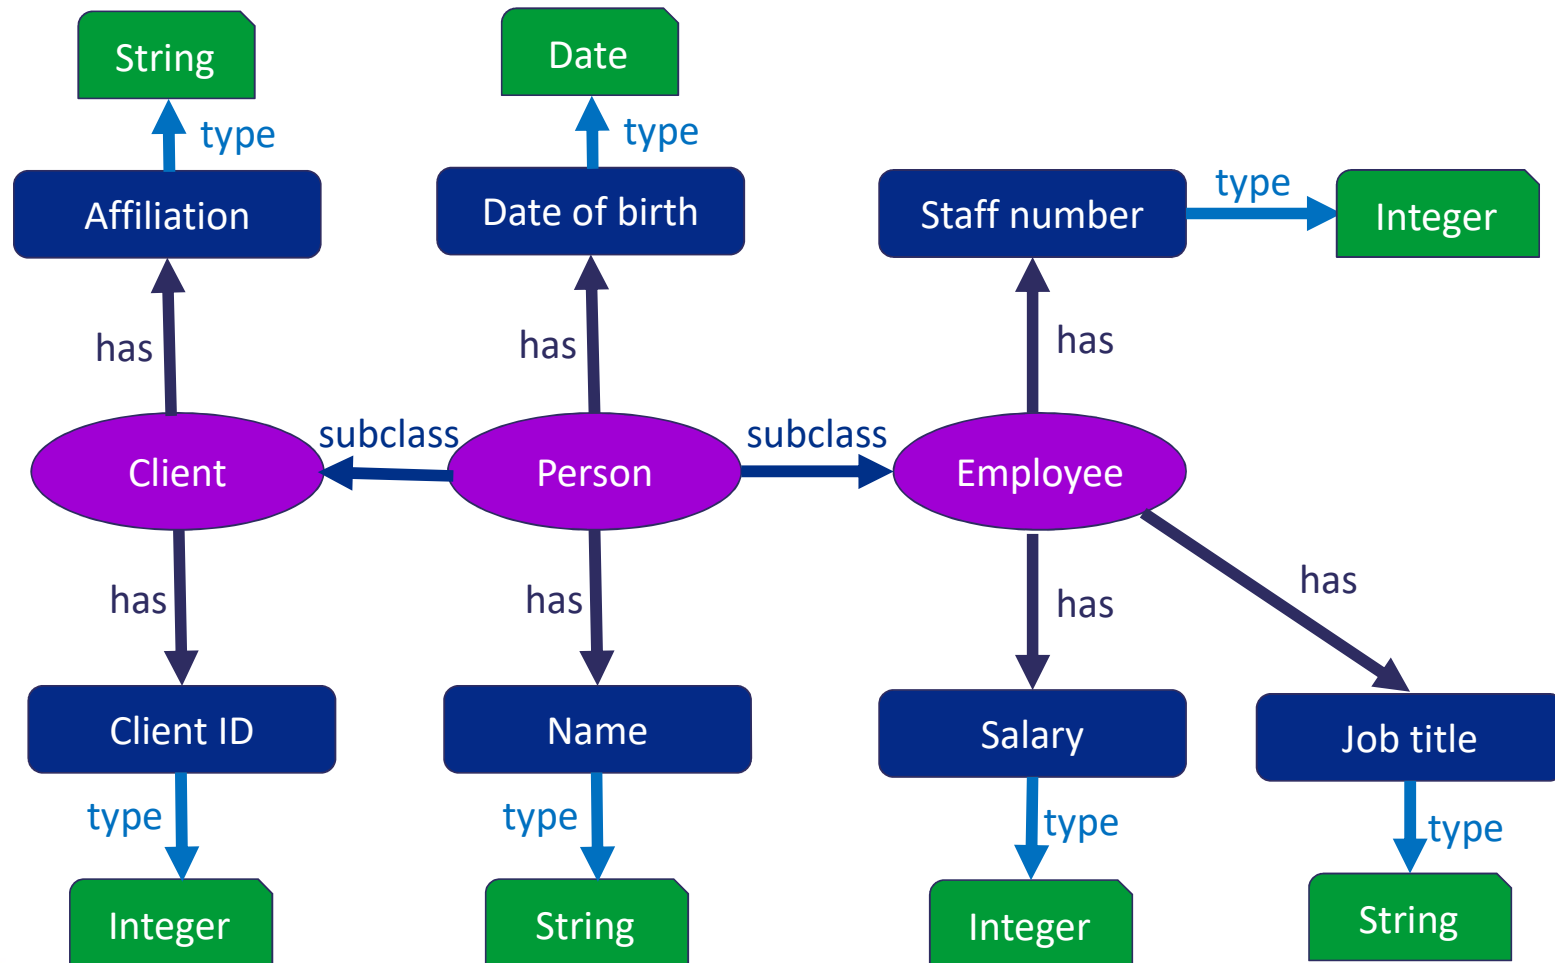 String
Date
type
type
Affiliation
Date of birth
Staff number
type
Integer
has
has
has
Client
subclass
Person
subclass
Employee
has
has
has
has
Client ID
Name
Salary
Job title
type
type
type
type
Integer
String
Integer
String